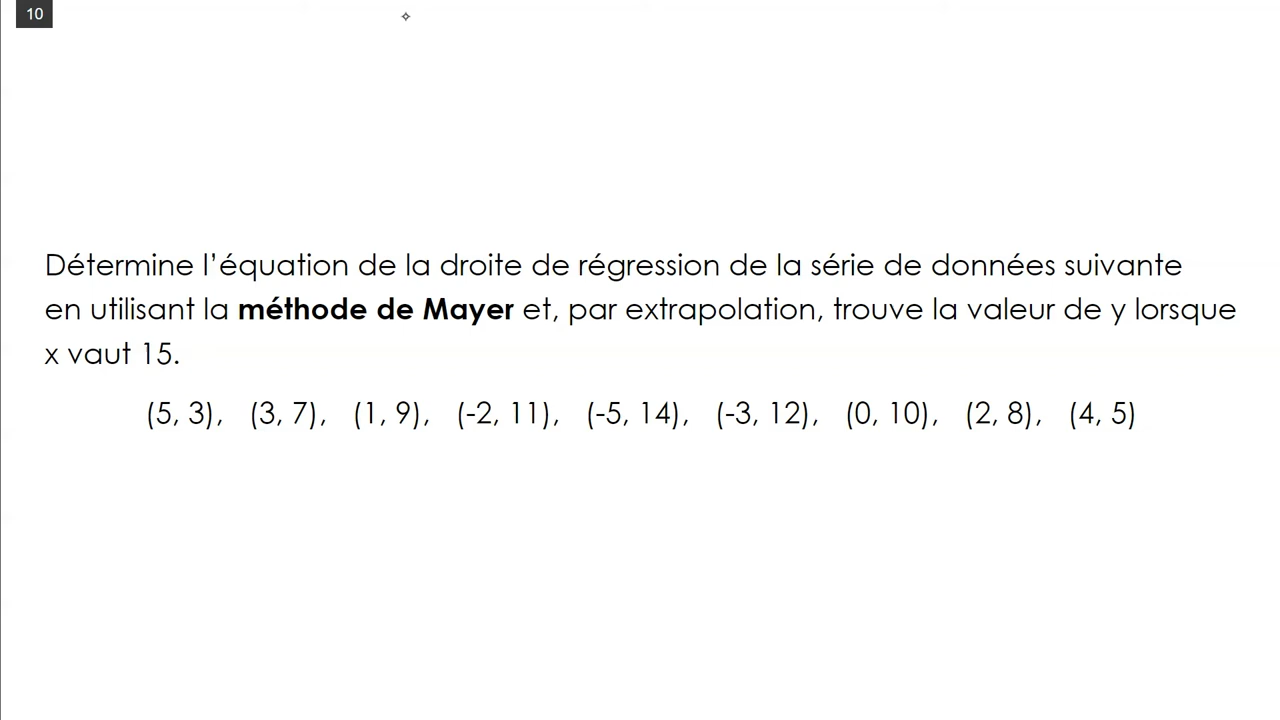 10
Détermine l’équation de la droite de régression de la série de données suivante
en utilisant la méthode de Mayer et, par extrapolation, trouve la valeur de y lorsque
x vaut 15.
(5, 3), (3, 7), (1, 9), (-2, 11), (-5, 14), (-3, 12), (0, 10), (2, 8), (4, 5)